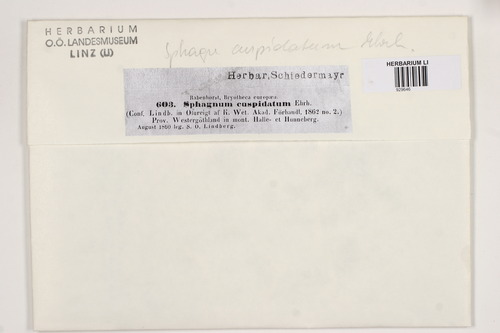 HERBARIUM
O.Ö. LANDESMUSEUM
LINZ (LI)
Sphagn cuspidatum Ehrh.
HERBARIUM LI
Herbar, Schiedermayr
Rabenhorst, Bryotheca europaea.
603. Sphagnum cuspidatum Ehrh.
(Conf. Lindb. in Öfversigt af K. Vet. Akad. Förhandl. 1862 no. 2.)
Prov. Westergöthland in mont. Halle- et Hunneberg.
August 1860 leg. S. O. Lindberg.